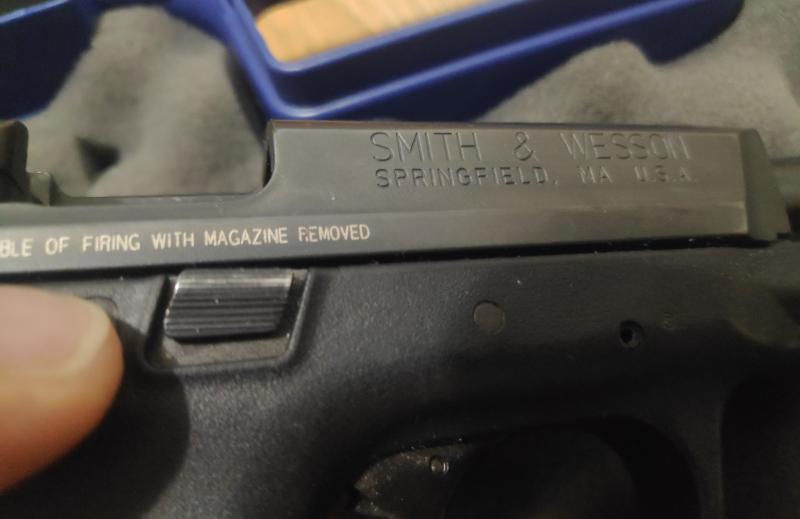 SMITH & WESSON
SPRINGFIELD, MA U.S.A.
BLE OF FIRING WITH MAGAZINE REMOVED